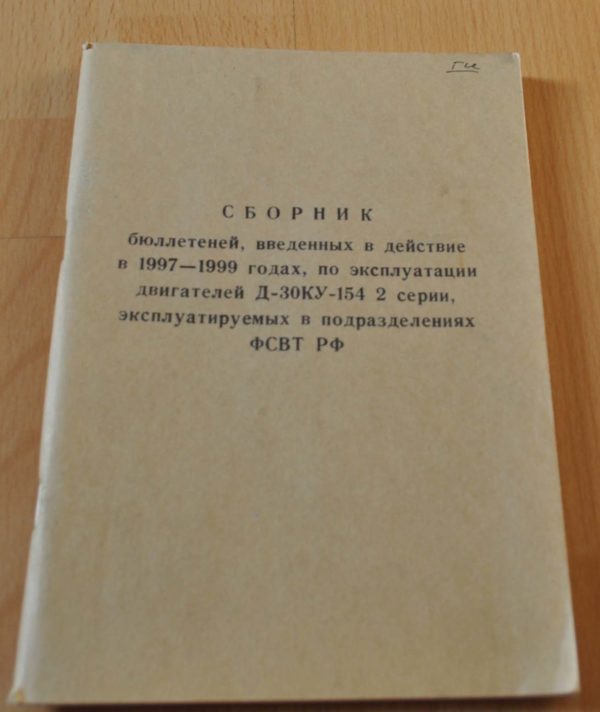 СБОРНИК
бюллетеней, введенных в действие
в 1997—1999 годах, по эксплуатации
двигателей Д-30КУ-154 2 серии,
эксплуатируемых в подразделениях
ФСВТ РФ